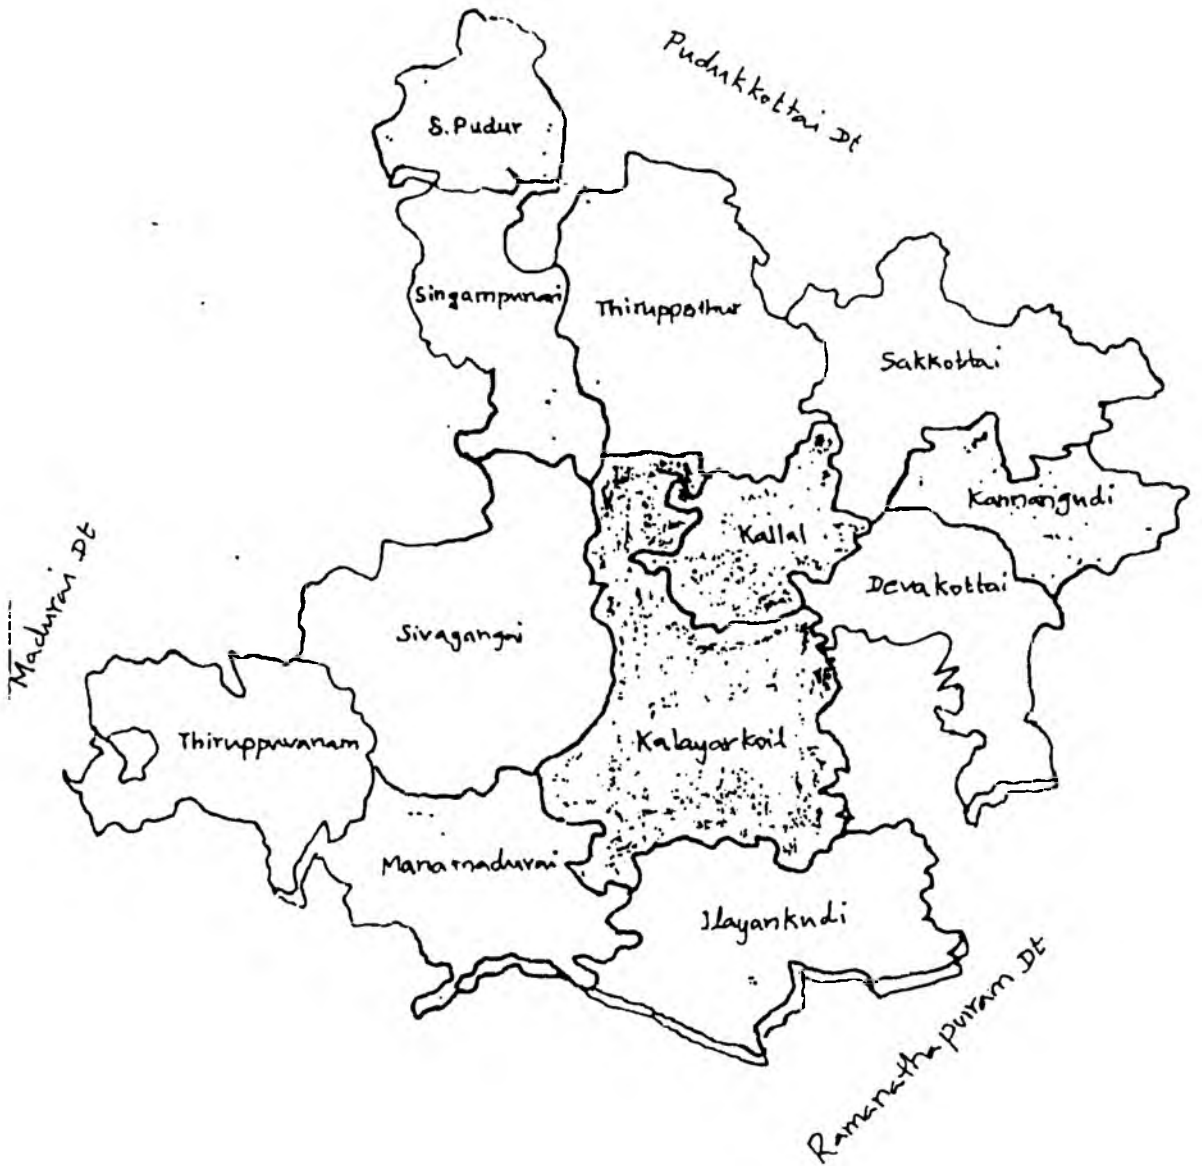 Pudukkottai Dt
S. Pudur
Singampunari
Thiruppathur
Sakkottai
Kannangudi
Kallal
Devakottai
Madurai Dt
Sivagangai
Thiruppuvanam
Kalayarkoil
Manamadurai
Ilayankudi
Ramanathapuram Dt